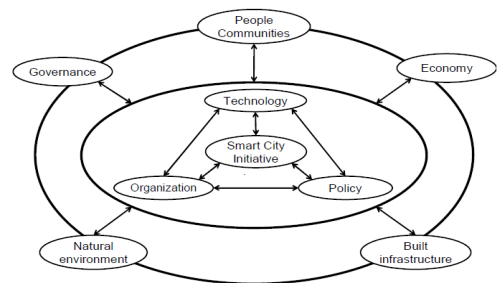 People
Communities
Governance
Economy
Technology
Smart City
Initiative
Organization
Policy
Natural
environment
Built
infrastructure